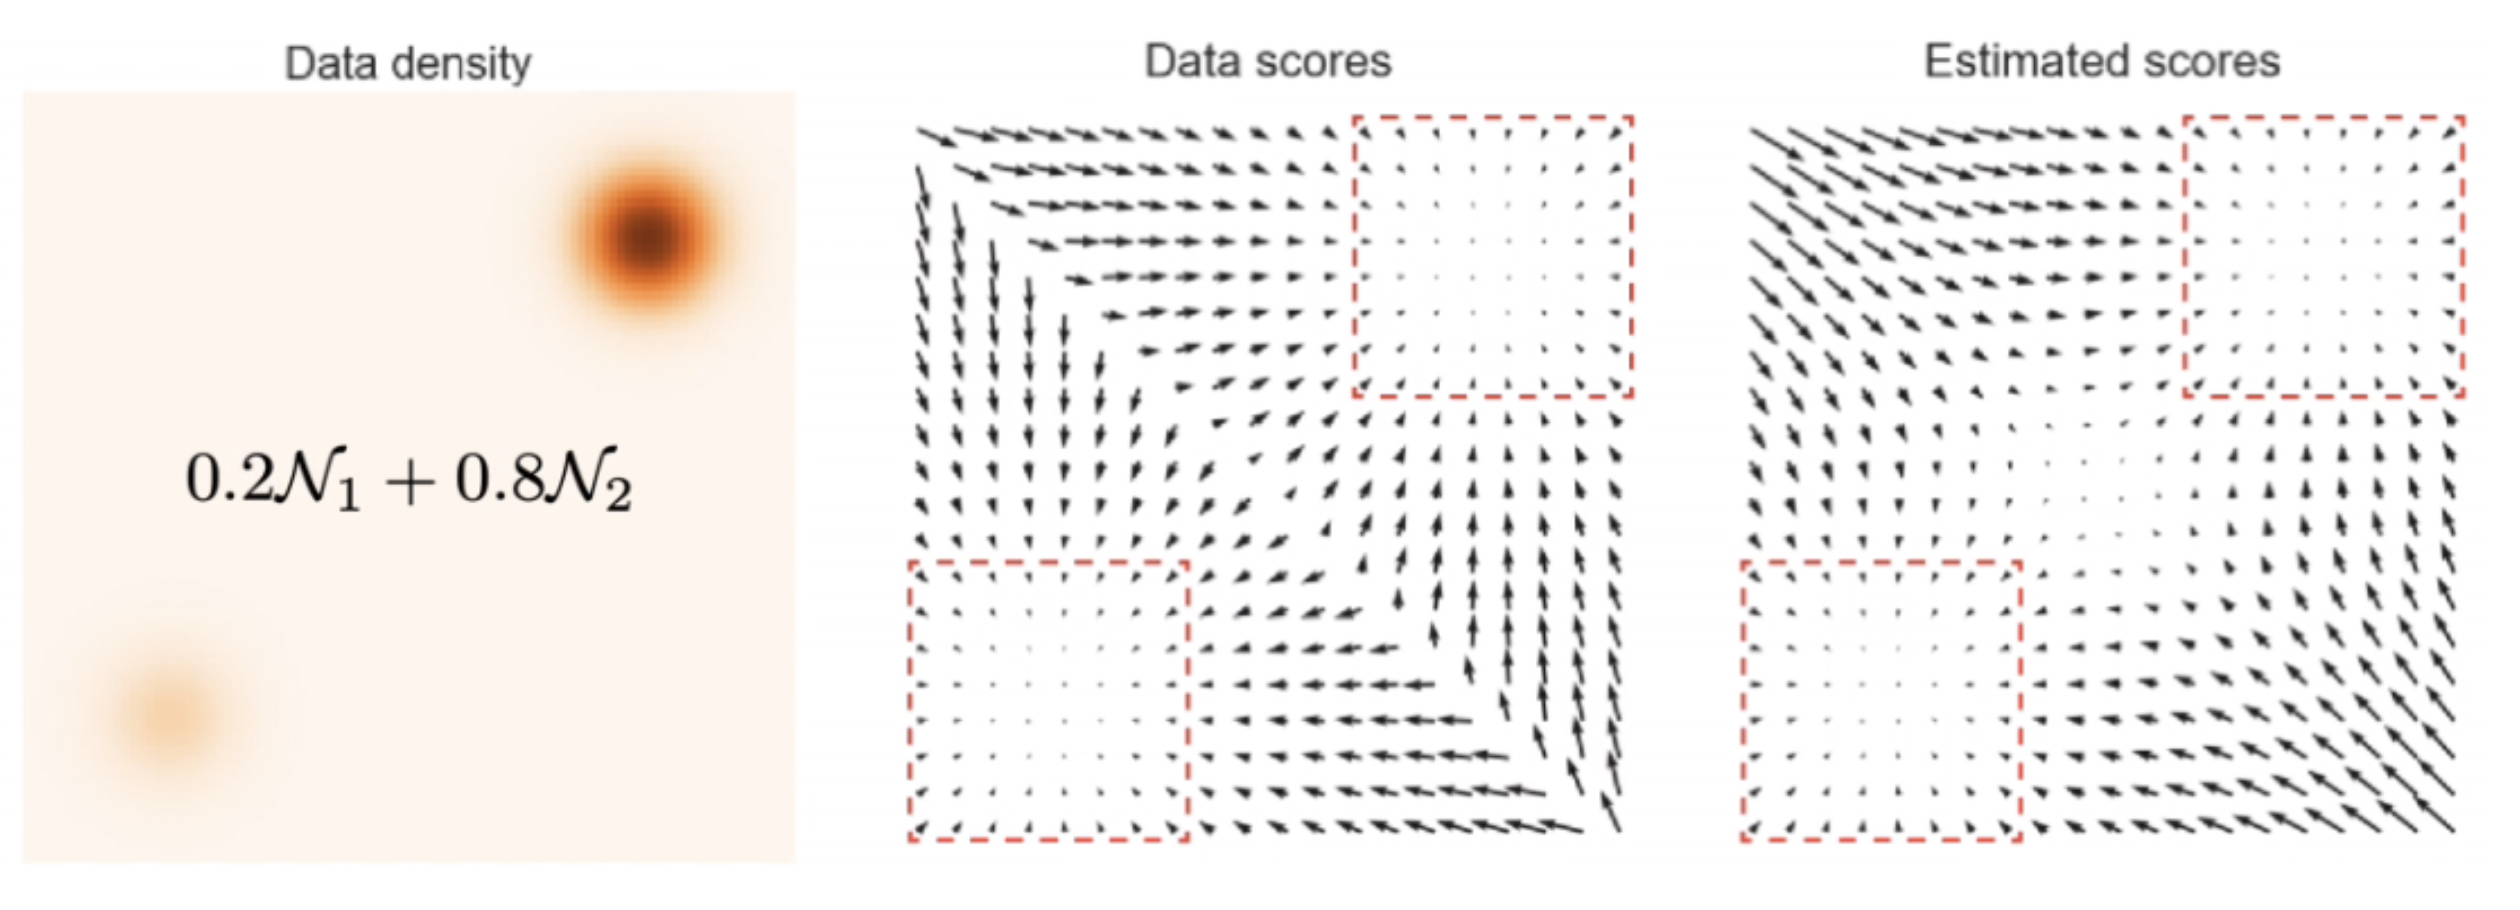 Data density
Data scores
Estimated scores
0.2𝒩₁ + 0.8𝒩₂